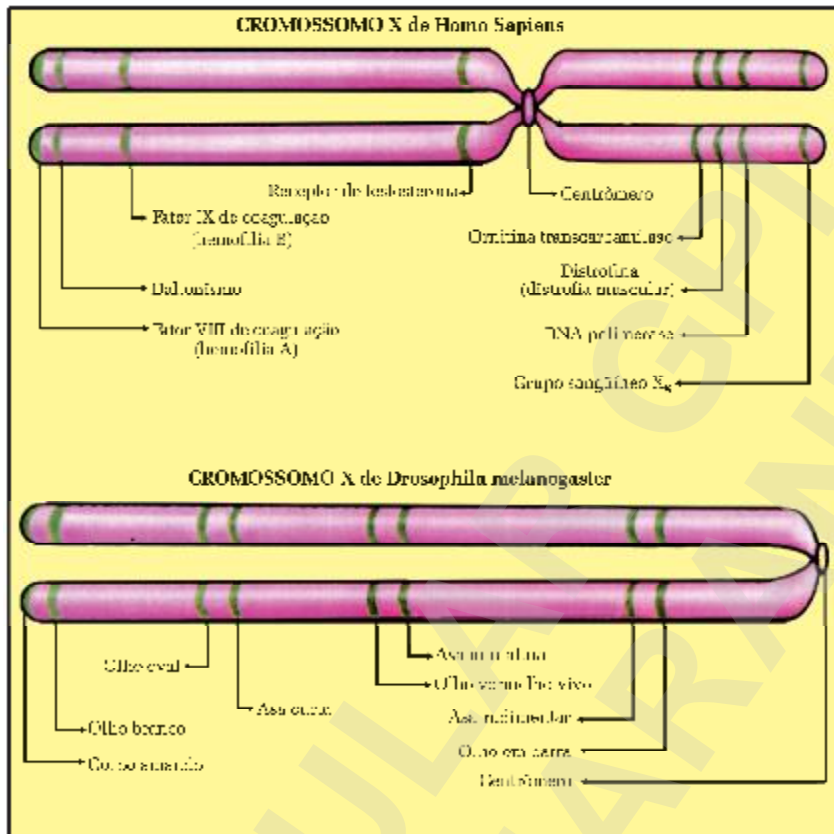 CROMOSSOMO X de Homo Sapiens
Receptor de testosterona
Centrômero
Fator IX de coagulação
(hemofilia B)
Ornitina transcarbamilase
Daltonismo
Distrofina
(distrofia muscular)
Fator VIII de coagulação
(hemofilia A)
DNA polimerase
Grupo sangüíneo Xg
CROMOSSOMO X de Drosophila melanogaster
Asa miniatura
Olho oval
Olho vermelho vivo
Asa curta
Asa rudimentar
Olho branco
Olho em barra
Corpo amarelo
Centrômero